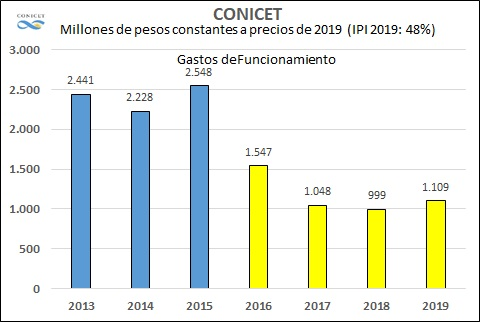 CONICET
CONICET
Millones de pesos constantes a precios de 2019 (IPI 2019: 48%)
Gastos deFuncionamiento
3.000
2.500
2.000
1.500
1.000
500
0
2.441
2.228
2.548
1.547
1.048
999
1.109
2013 2014 2015 2016 2017 2018 2019